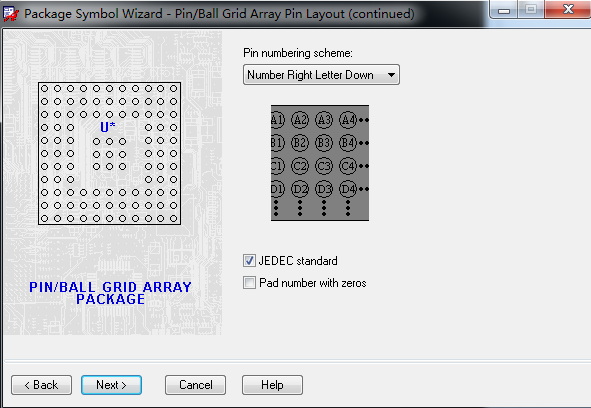 Package Symbol Wizard - Pin/Ball Grid Array Pin Layout (continued)
Pin numbering scheme:
Number Right Letter Down
U*
A1 A2 A3 A4
B1 B2 B3 B4
C1 C2 C3 C4
D1 D2 D3 D4
JEDEC standard
Pad number with zeros
PIN/BALL GRID ARRAY
PACKAGE
< Back Next > Cancel Help